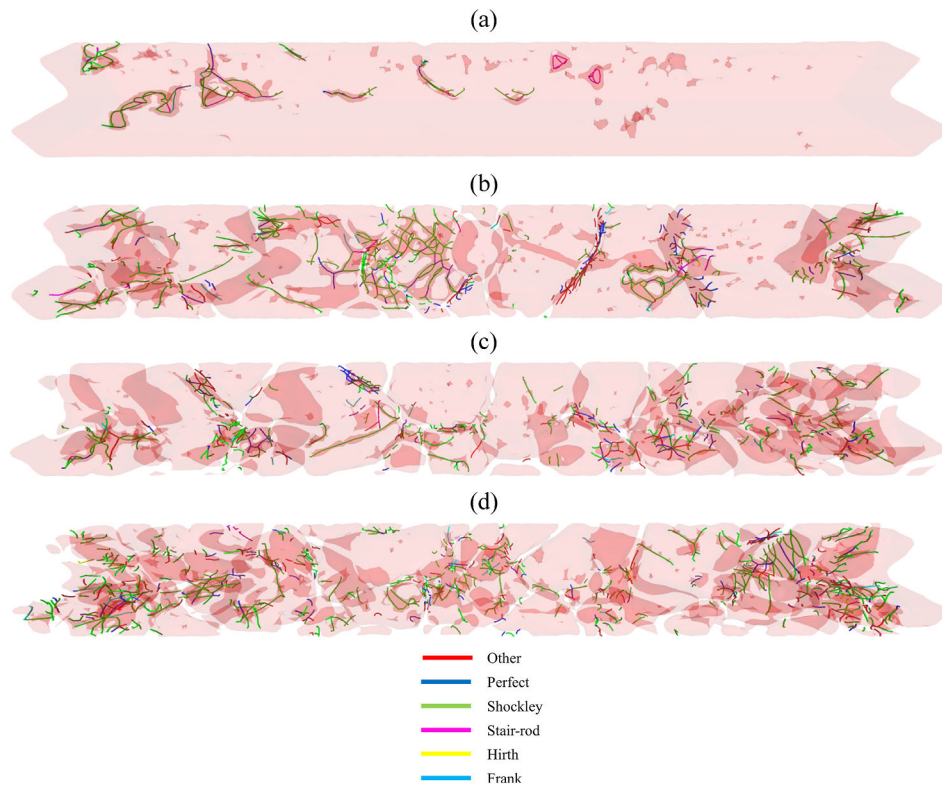 (a)
(b)
(c)
(d)
Other
Perfect
Shockley
Stair-rod
Hirth
Frank